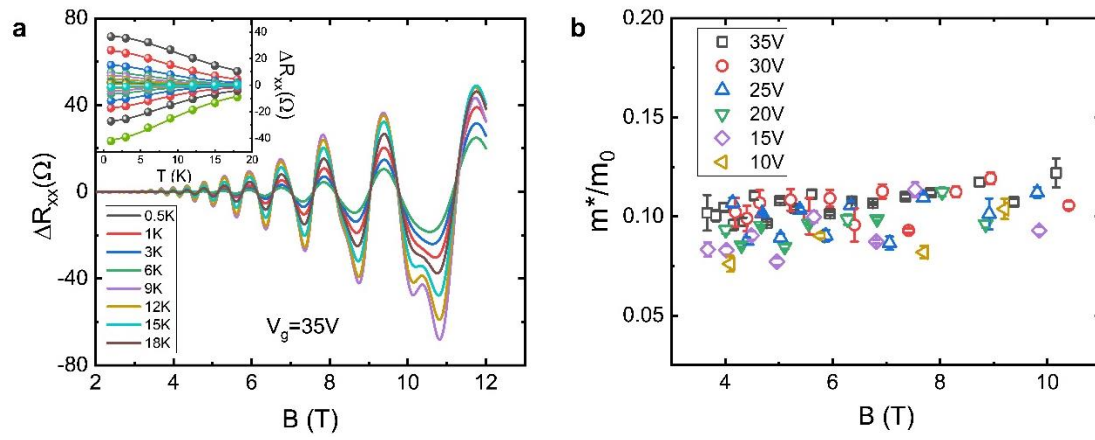 a
40
20
0
-20
-40
ΔRxx(Ω)
0 5 10 15 20
T (K)
80
40
0
-40
-80
ΔRxx(Ω)
0.5K
1K
3K
6K
9K
12K
15K
18K
Vg=35V
2 4 6 8 10 12
B (T)
b
0.20
0.15
0.10
0.05
m*/m0
35V
30V
25V
20V
15V
10V
4 6 8 10
B (T)